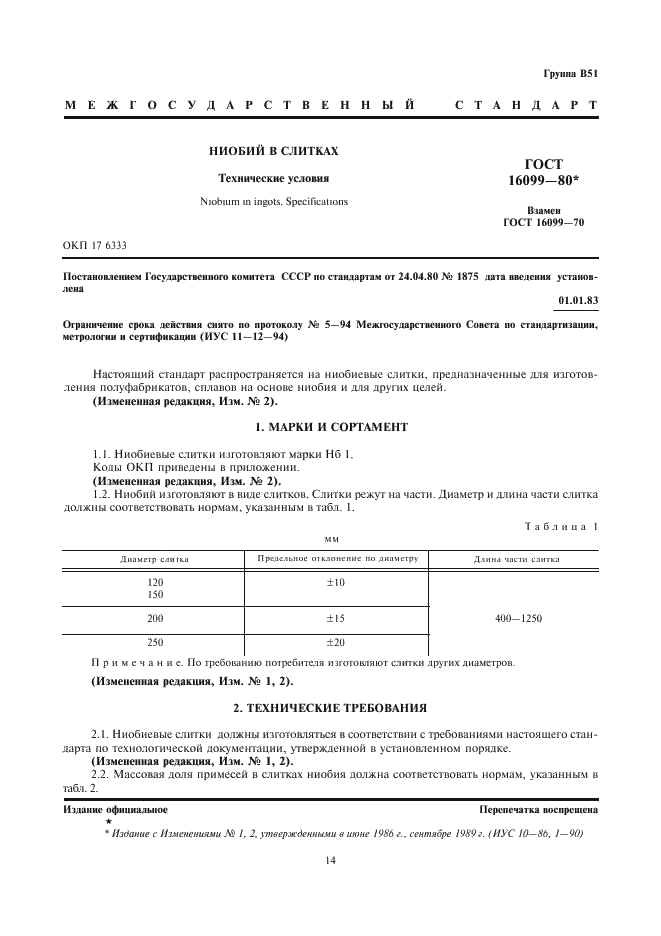 Группа В51
МЕЖГОСУДАРСТВЕННЫЙ СТАНДАРТ
НИОБИЙ В СЛИТКАХ
Технические условия
Niobium in ingots. Specifications
ГОСТ
16099—80*
Взамен
ГОСТ 16099—70
ОКП 17 6333
Постановлением Государственного комитета СССР по стандартам от 24.04.80 № 1875 дата введения установ-
лена
01.01.83
Ограничение срока действия снято по протоколу № 5—94 Межгосударственного Совета по стандартизации,
метрологии и сертификации (ИУС 11—12—94)
Настоящий стандарт распространяется на ниобиевые слитки, предназначенные для изготов-
ления полуфабрикатов, сплавов на основе ниобия и для других целей.
(Измененная редакция, Изм. № 2).
1. МАРКИ И СОРТАМЕНТ
1.1. Ниобиевые слитки изготовляют марки Нб 1.
Коды ОКП приведены в приложении.
(Измененная редакция, Изм. № 2).
1.2. Ниобий изготовляют в виде слитков. Слитки режут на части. Диаметр и длина части слитка
должны соответствовать нормам, указанным в табл. 1.
Таблица 1
мм
Диаметр слитка Предельное отклонение по диаметру Длина части слитка
120 ±10
150
200 ±15 400—1250
250 ±20
Примечание. По требованию потребителя изготовляют слитки других диаметров.
(Измененная редакция, Изм. № 1, 2).
2. ТЕХНИЧЕСКИЕ ТРЕБОВАНИЯ
2.1. Ниобиевые слитки должны изготовляться в соответствии с требованиями настоящего стан-
дарта по технологической документации, утвержденной в установленном порядке.
(Измененная редакция, Изм. № 1, 2).
2.2. Массовая доля примесей в слитках ниобия должна соответствовать нормам, указанным в
табл. 2.
Издание официальное Перепечатка воспрещена
★
* Издание с Изменениями № 1, 2, утвержденными в июне 1986 г., сентябре 1989 г. (ИУС 10—86, 1—90)
14